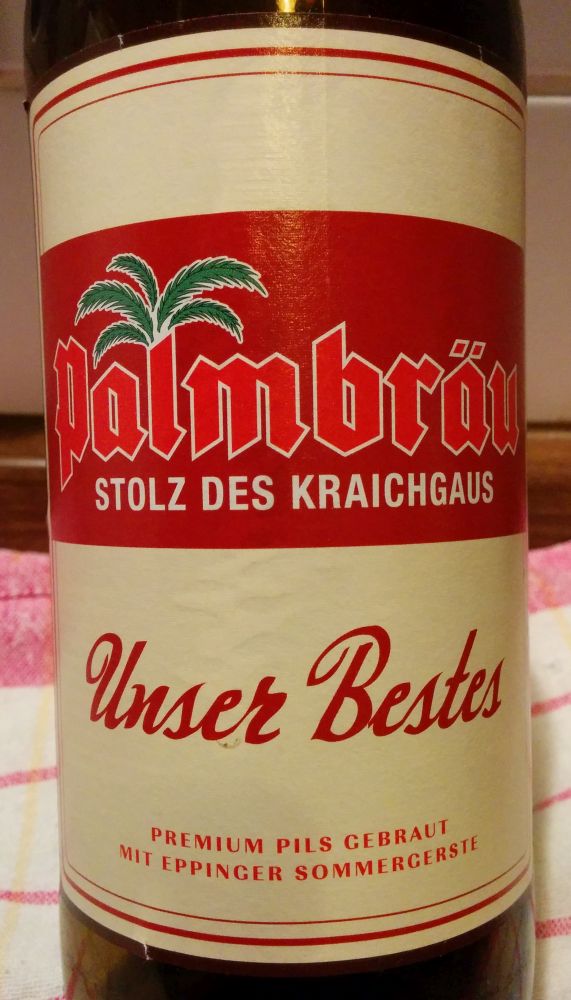 Palmbräu
STOLZ DES KRAICHGAUS
Unser Bestes
PREMIUM PILS GEBRAUT
MIT EPPINGER SOMMERGERSTE